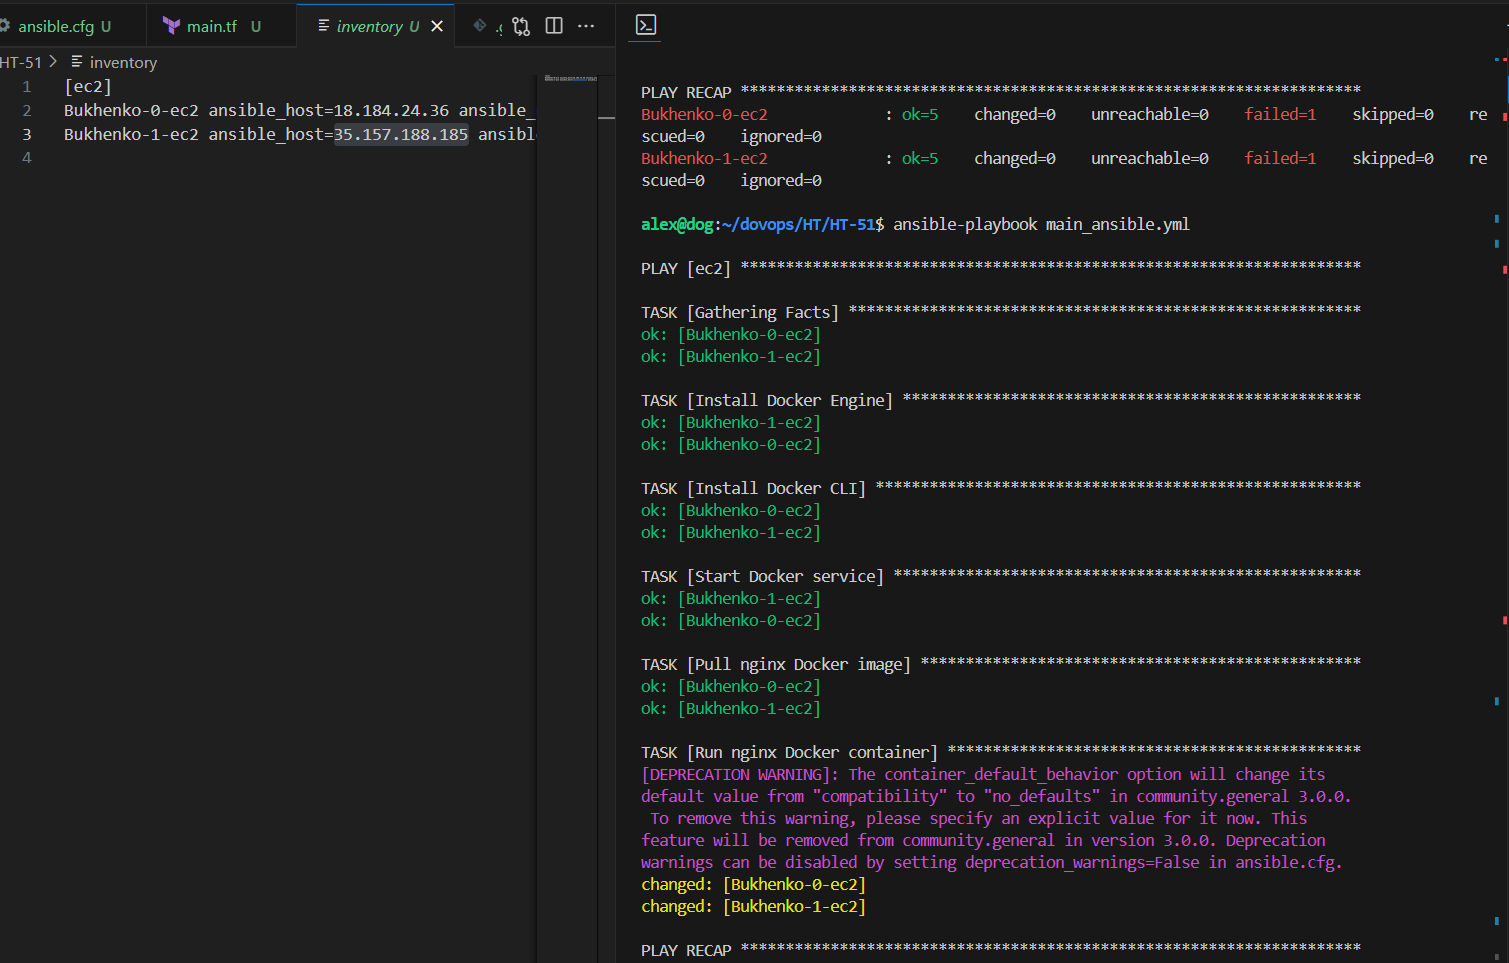 ansible.cfg U
main.tf U
inventory U
HT-51 > inventory
1 [ec2]
2 Bukhenko-0-ec2 ansible_host=18.184.24.36 ansible_
3 Bukhenko-1-ec2 ansible_host=35.157.188.185 ansibl
4
PLAY RECAP *********************************************************************
Bukhenko-0-ec2 : ok=5 changed=0 unreachable=0 failed=1 skipped=0 re
scued=0 ignored=0
Bukhenko-1-ec2 : ok=5 changed=0 unreachable=0 failed=1 skipped=0 re
scued=0 ignored=0
alex@dog:~/dovops/HT/HT-51$ ansible-playbook main_ansible.yml
PLAY [ec2] *********************************************************************
TASK [Gathering Facts] *********************************************************
ok: [Bukhenko-0-ec2]
ok: [Bukhenko-1-ec2]
TASK [Install Docker Engine] ***************************************************
ok: [Bukhenko-1-ec2]
ok: [Bukhenko-0-ec2]
TASK [Install Docker CLI] ******************************************************
ok: [Bukhenko-0-ec2]
ok: [Bukhenko-1-ec2]
TASK [Start Docker service] ****************************************************
ok: [Bukhenko-1-ec2]
ok: [Bukhenko-0-ec2]
TASK [Pull nginx Docker image] *************************************************
ok: [Bukhenko-0-ec2]
ok: [Bukhenko-1-ec2]
TASK [Run nginx Docker container] **********************************************
[DEPRECATION WARNING]: The container_default_behavior option will change its
default value from "compatibility" to "no_defaults" in community.general 3.0.0.
To remove this warning, please specify an explicit value for it now. This
feature will be removed from community.general in version 3.0.0. Deprecation
warnings can be disabled by setting deprecation_warnings=False in ansible.cfg.
changed: [Bukhenko-0-ec2]
changed: [Bukhenko-1-ec2]
PLAY RECAP *********************************************************************